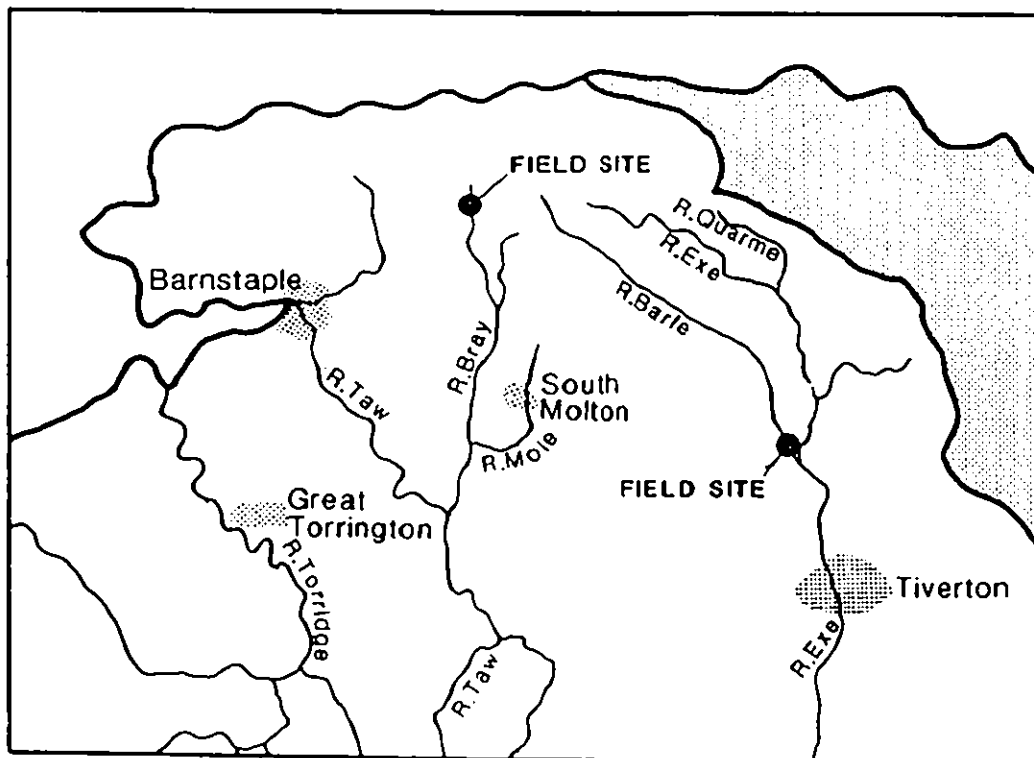 FIELD SITE
R.Quarme
R.Exe
Barnstaple
R.Barle
R.Bray
R.Taw
South
Molton
R.Mole
FIELD SITE
Great
Torrington
R.Torridge
Tiverton
R.Exe
R.Taw